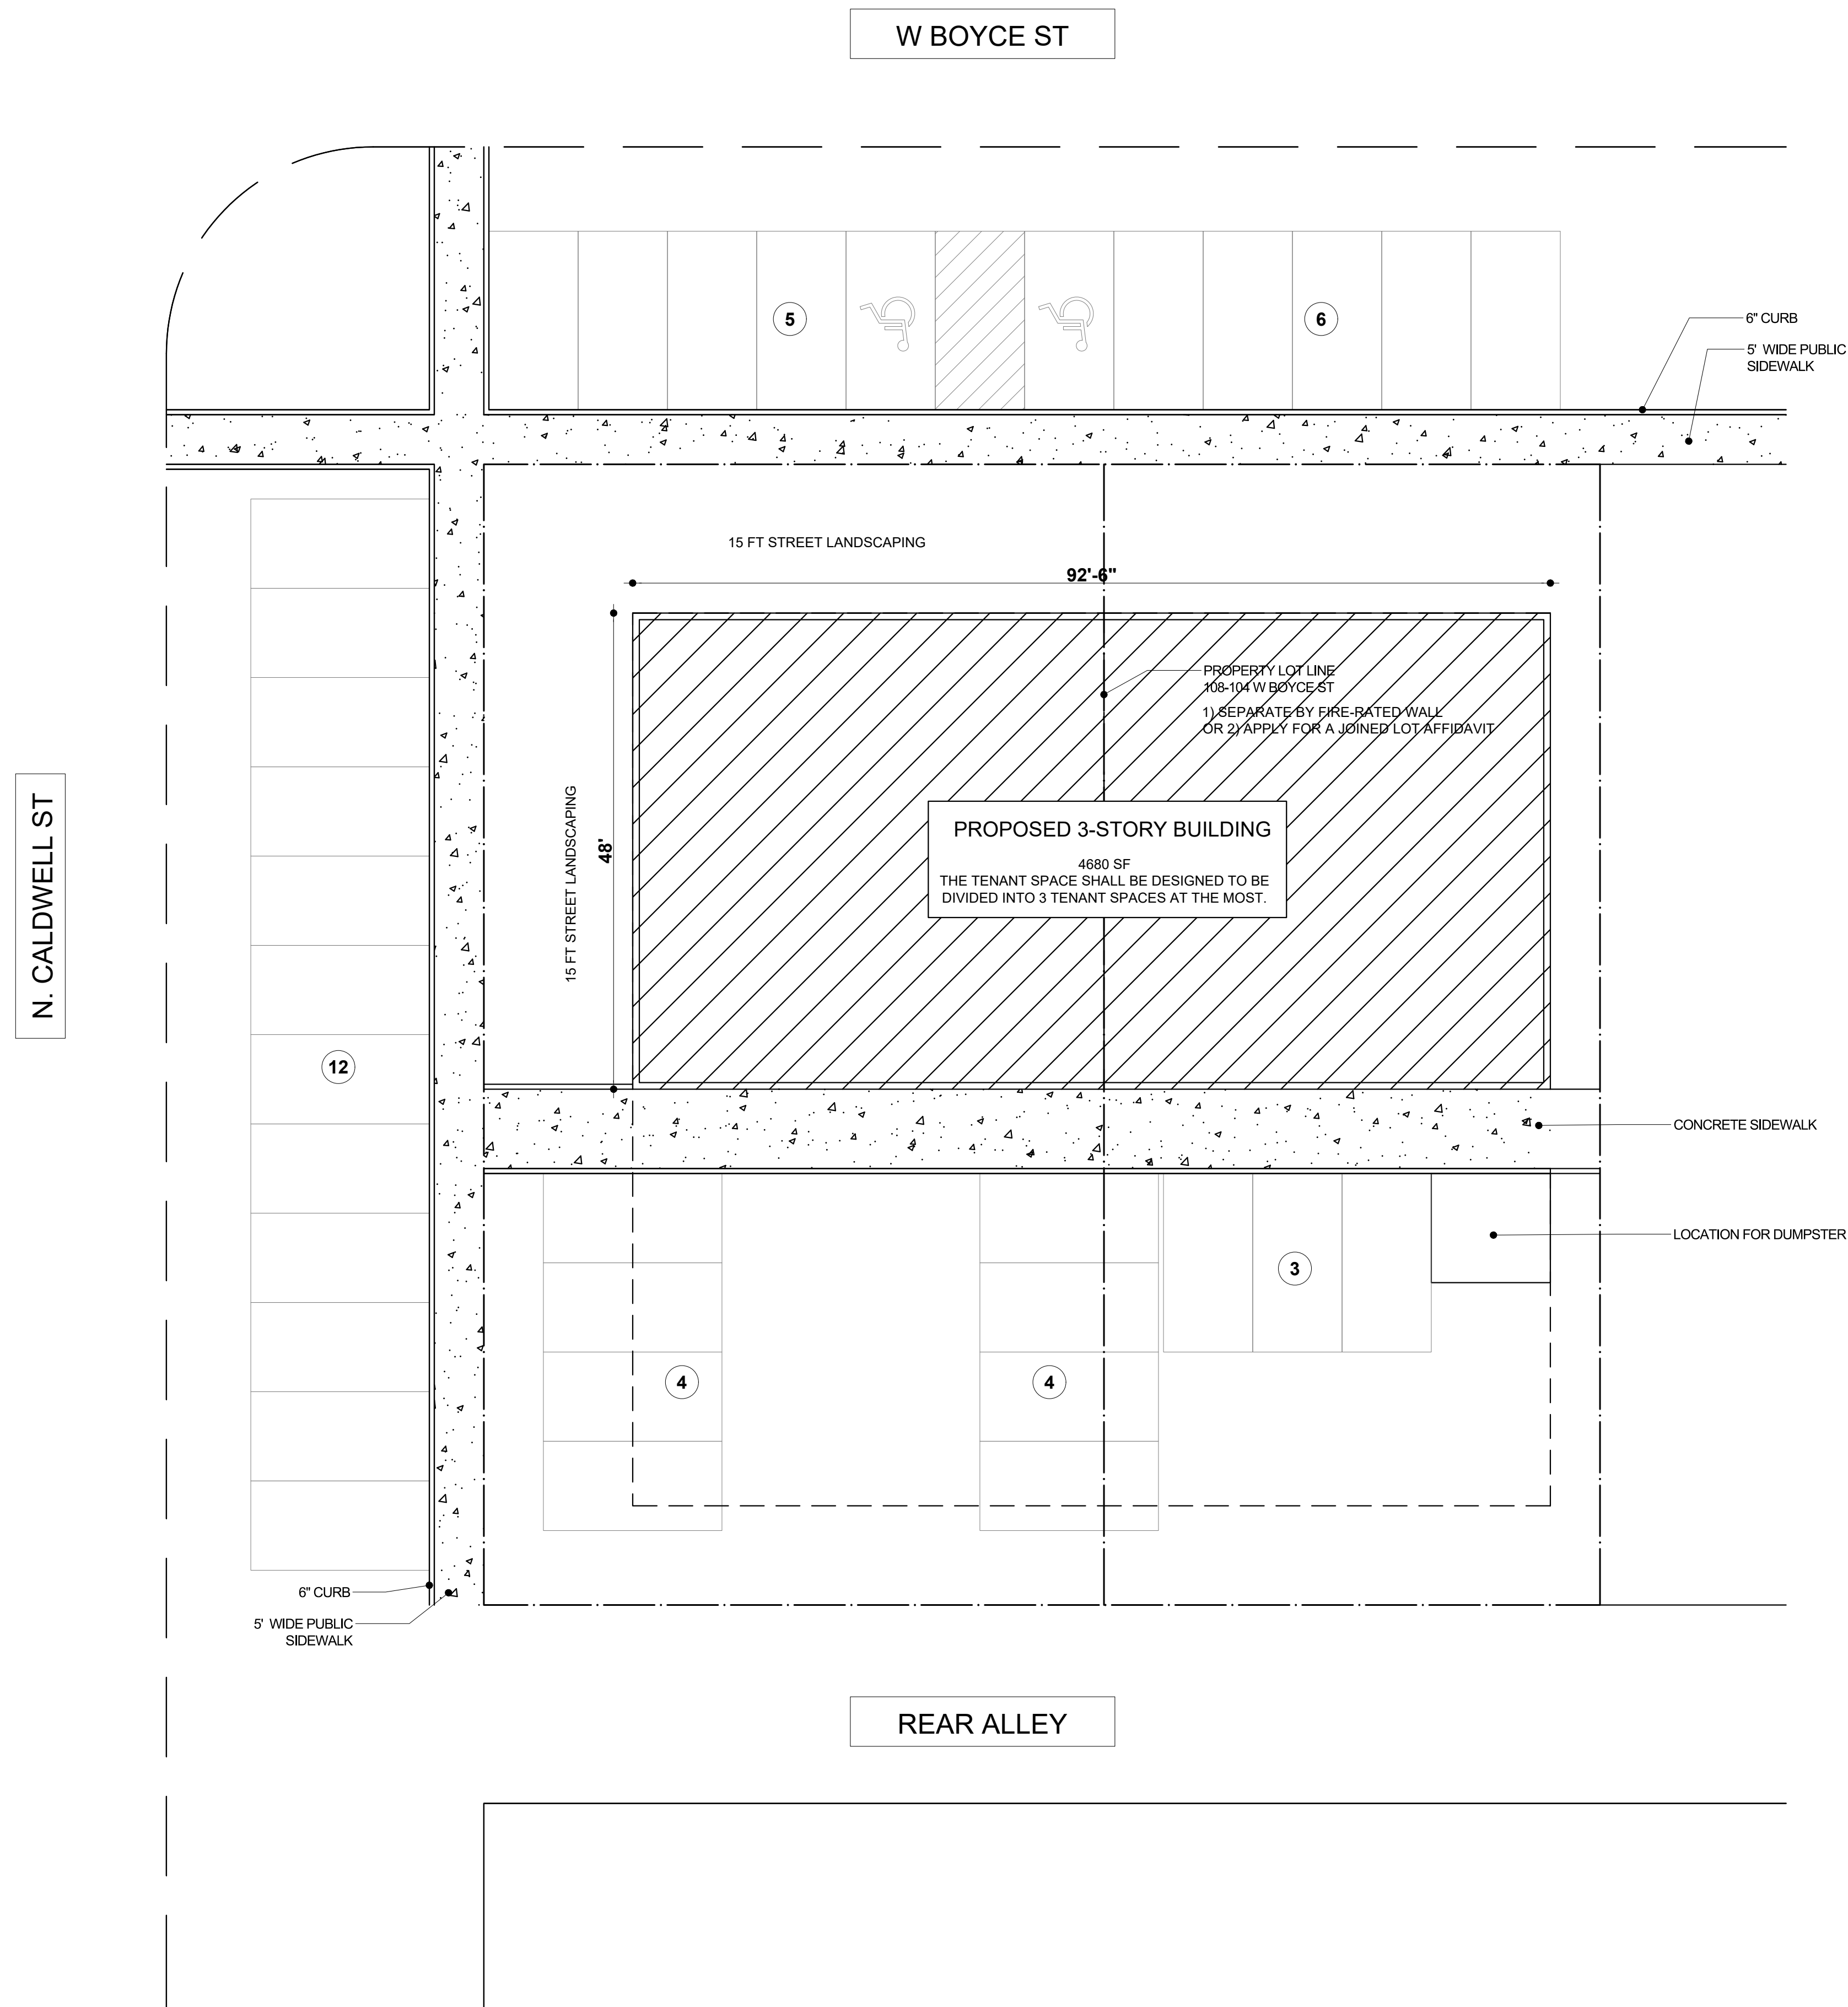 W BOYCE ST
5
6
6" CURB
5' WIDE PUBLIC
SIDEWALK
15 FT STREET LANDSCAPING
92'-6"
PROPERTY LOT LINE
108-104 W BOYCE ST
1) SEPARATE BY FIRE-RATED WALL
OR 2) APPLY FOR A JOINED LOT AFFIDAVIT
N. CALDWELL ST
15 FT STREET LANDSCAPING
48'
PROPOSED 3-STORY BUILDING
4680 SF
THE TENANT SPACE SHALL BE DESIGNED TO BE
DIVIDED INTO 3 TENANT SPACES AT THE MOST.
12
CONCRETE SIDEWALK
LOCATION FOR DUMPSTER
3
4
4
6" CURB
5' WIDE PUBLIC
SIDEWALK
REAR ALLEY